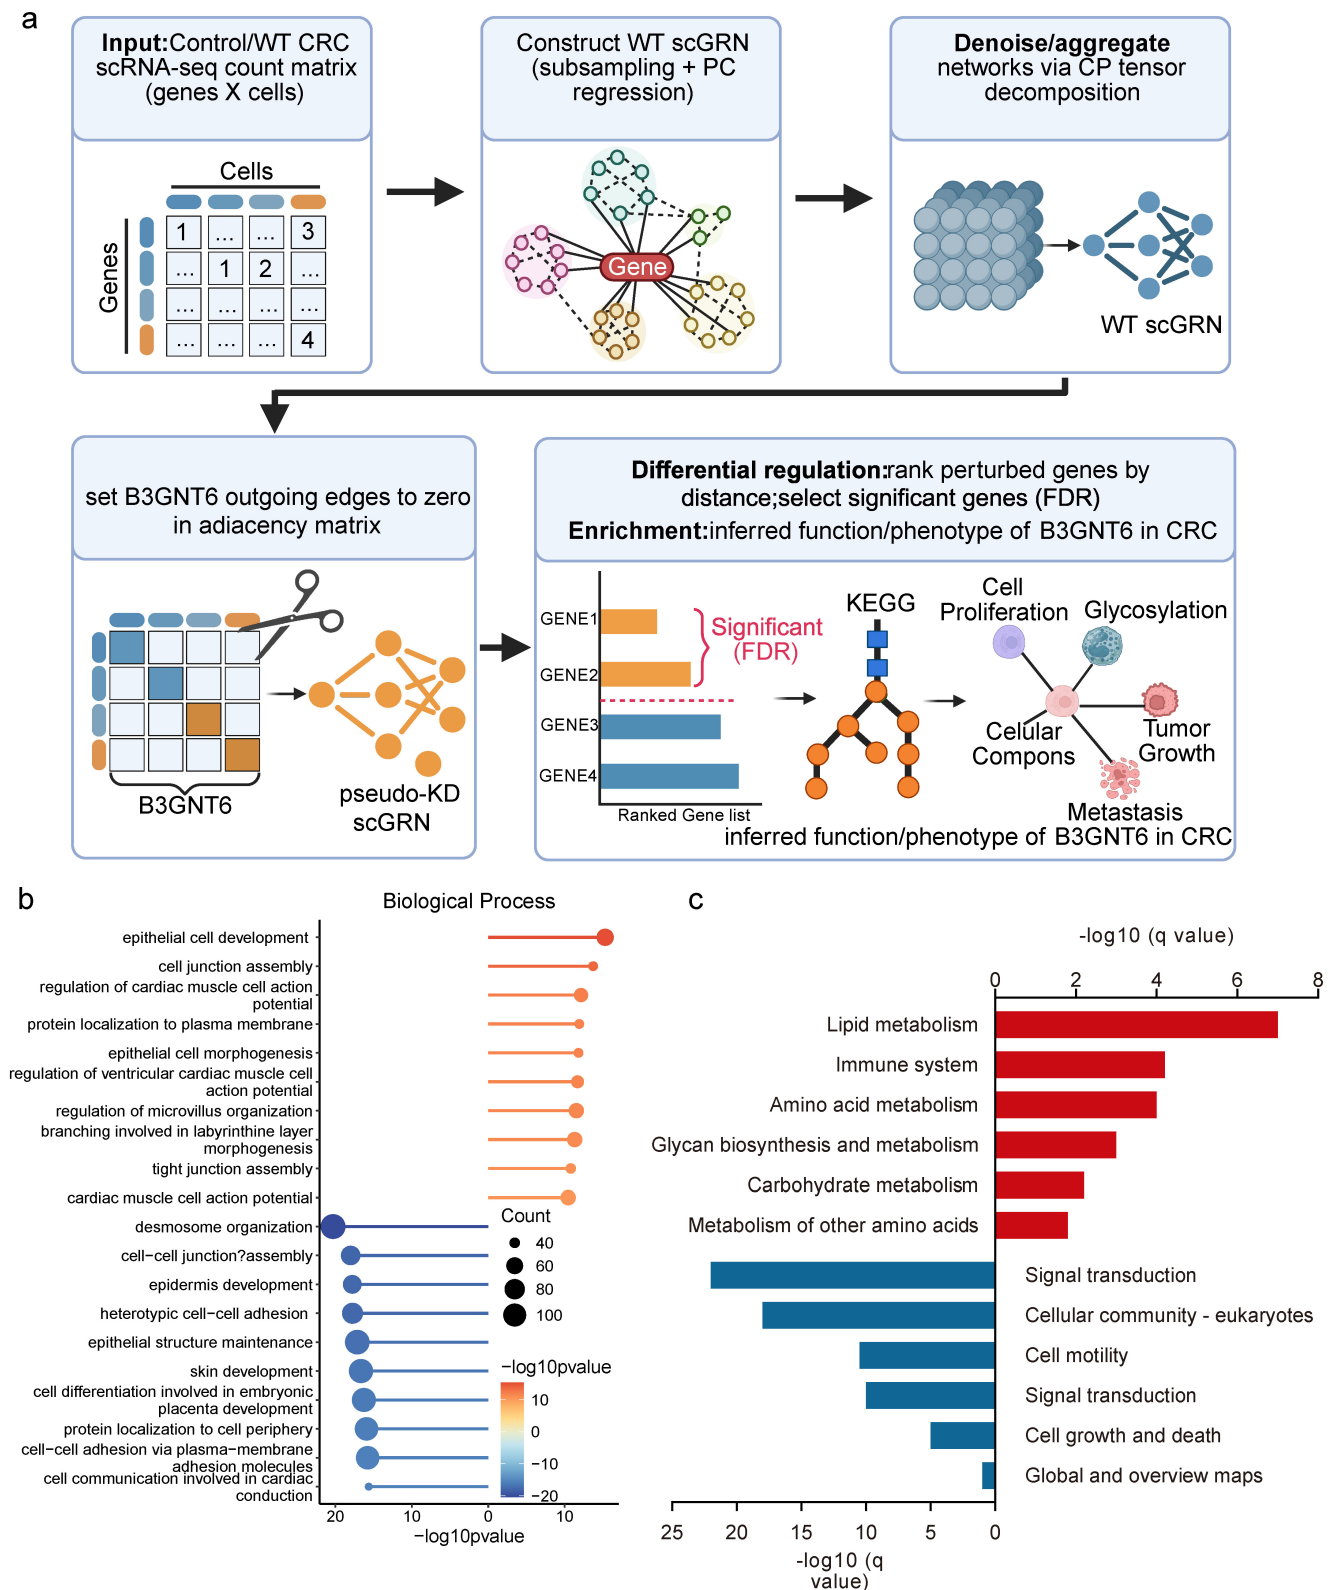 a
Input:Control/WT CRC
scRNA-seq count matrix
(genes X cells)
Construct WT scGRN
(subsampling + PC
regression)
Denoise/aggregate
networks via CP tensor
decomposition
Cells
Genes
1 ... ... 3
... 1 2 ...
... ... ... ...
... ... ... 4
Gene
WT scGRN
set B3GNT6 outgoing edges to zero
in adiacency matrix
B3GNT6
pseudo-KD
scGRN
Differential regulation:rank perturbed genes by
distance;select significant genes (FDR)
Enrichment:inferred function/phenotype of B3GNT6 in CRC
GENE1
GENE2
GENE3
GENE4
Significant
(FDR)
Ranked Gene list
KEGG
Cell
Proliferation
Glycosylation
Celular
Compons
Tumor
Growth
Metastasis
inferred function/phenotype of B3GNT6 in CRC
b
Biological Process
epithelial cell development
cell junction assembly
regulation of cardiac muscle cell action
potential
protein localization to plasma membrane
epithelial cell morphogenesis
regulation of ventricular cardiac muscle cell
action potential
regulation of microvillus organization
branching involved in labyrinthine layer
morphogenesis
tight junction assembly
cardiac muscle cell action potential
desmosome organization
cell−cell junction?assembly
epidermis development
heterotypic cell−cell adhesion
epithelial structure maintenance
skin development
cell differentiation involved in embryonic
placenta development
protein localization to cell periphery
cell−cell adhesion via plasma−membrane
adhesion molecules
cell communication involved in cardiac
conduction
Count
40
60
80
100
−log10pvalue
10
0
−10
−20
20 10 0 10
−log10pvalue
c
-log10 (q value)
0 2 4 6 8
Lipid metabolism
Immune system
Amino acid metabolism
Glycan biosynthesis and metabolism
Carbohydrate metabolism
Metabolism of other amino acids
Signal transduction
Cellular community - eukaryotes
Cell motility
Signal transduction
Cell growth and death
Global and overview maps
25 20 15 10 5 0
-log10 (q
value)